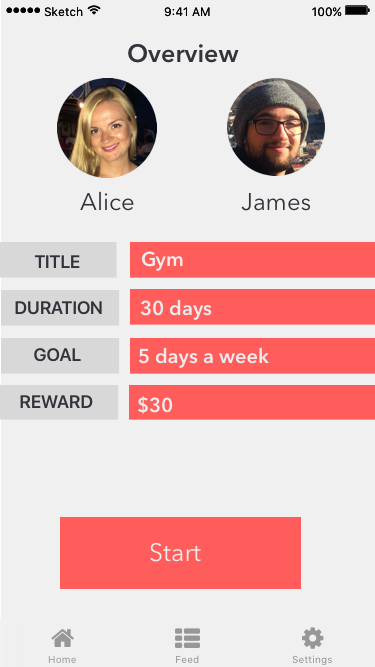 Sketch 9:41 AM 100%
Overview
Alice James
TITLE Gym
DURATION 30 days
GOAL 5 days a week
REWARD $30
Start
Home Feed Settings